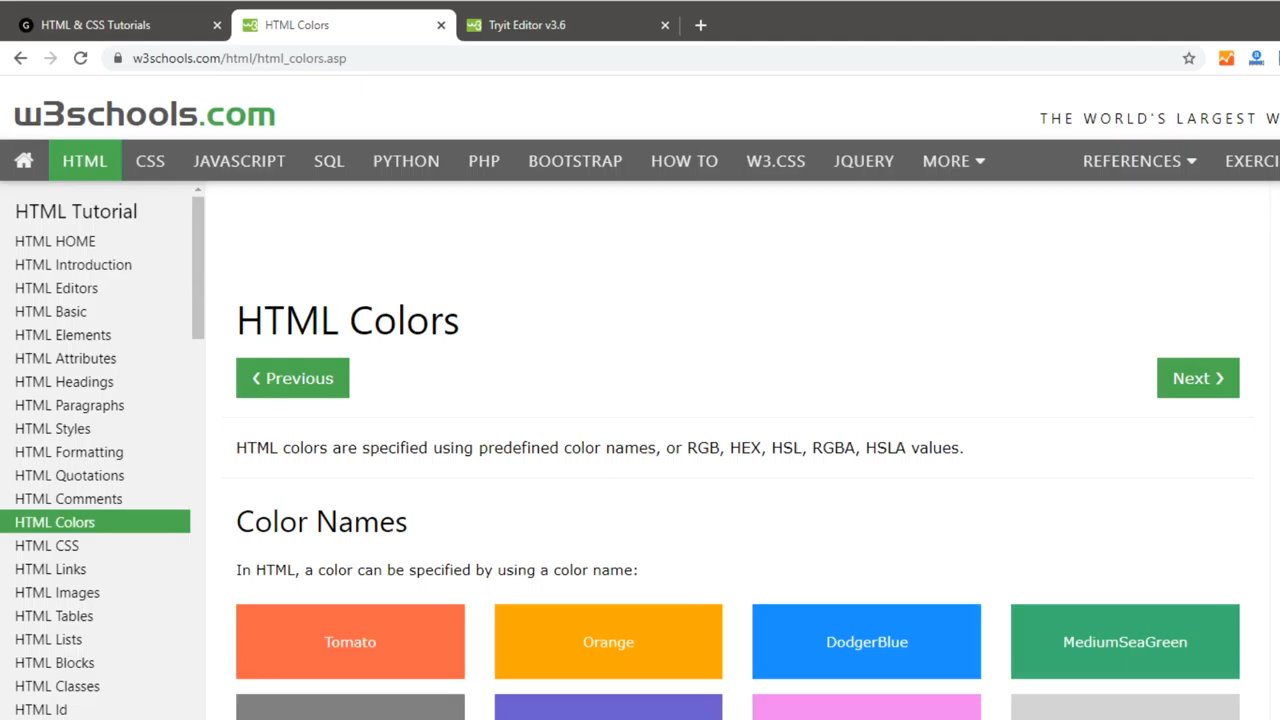 HTML & CSS Tutorials
HTML Colors
Tryit Editor v3.6
w3schools.com/html/html_colors.asp
w3schools.com
THE WORLD'S LARGEST W
HTML CSS JAVASCRIPT SQL PYTHON PHP BOOTSTRAP HOW TO W3.CSS JQUERY MORE REFERENCES EXERCI
HTML Tutorial
HTML HOME
HTML Introduction
HTML Editors
HTML Basic
HTML Elements
HTML Attributes
HTML Headings
HTML Paragraphs
HTML Styles
HTML Formatting
HTML Quotations
HTML Comments
HTML Colors
HTML CSS
HTML Links
HTML Images
HTML Tables
HTML Lists
HTML Blocks
HTML Classes
HTML Id
HTML Colors
❮ Previous
Next ❯
HTML colors are specified using predefined color names, or RGB, HEX, HSL, RGBA, HSLA values.
Color Names
In HTML, a color can be specified by using a color name:
Tomato
Orange
DodgerBlue
MediumSeaGreen